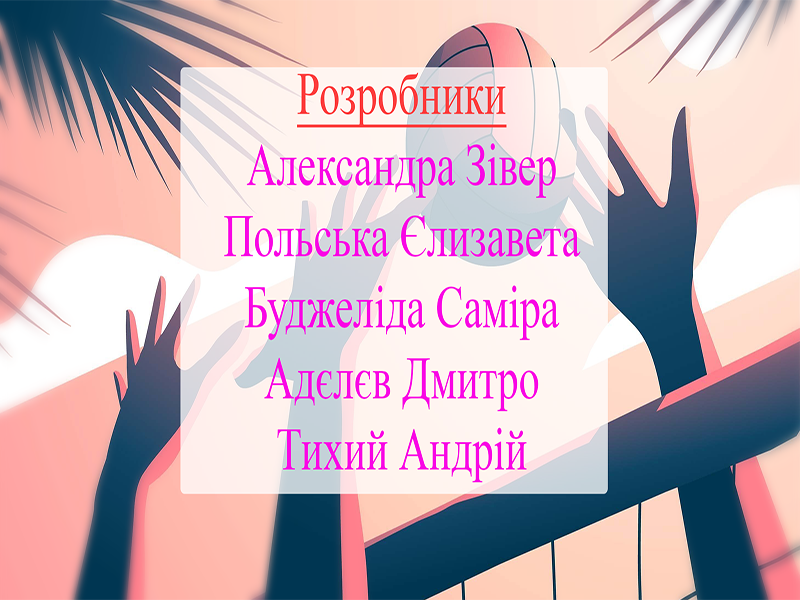 Розробники
Александра Зівер
Польська Єлизавета
Буджеліда Саміра
Адєлєв Дмитро
Тихий Андрій